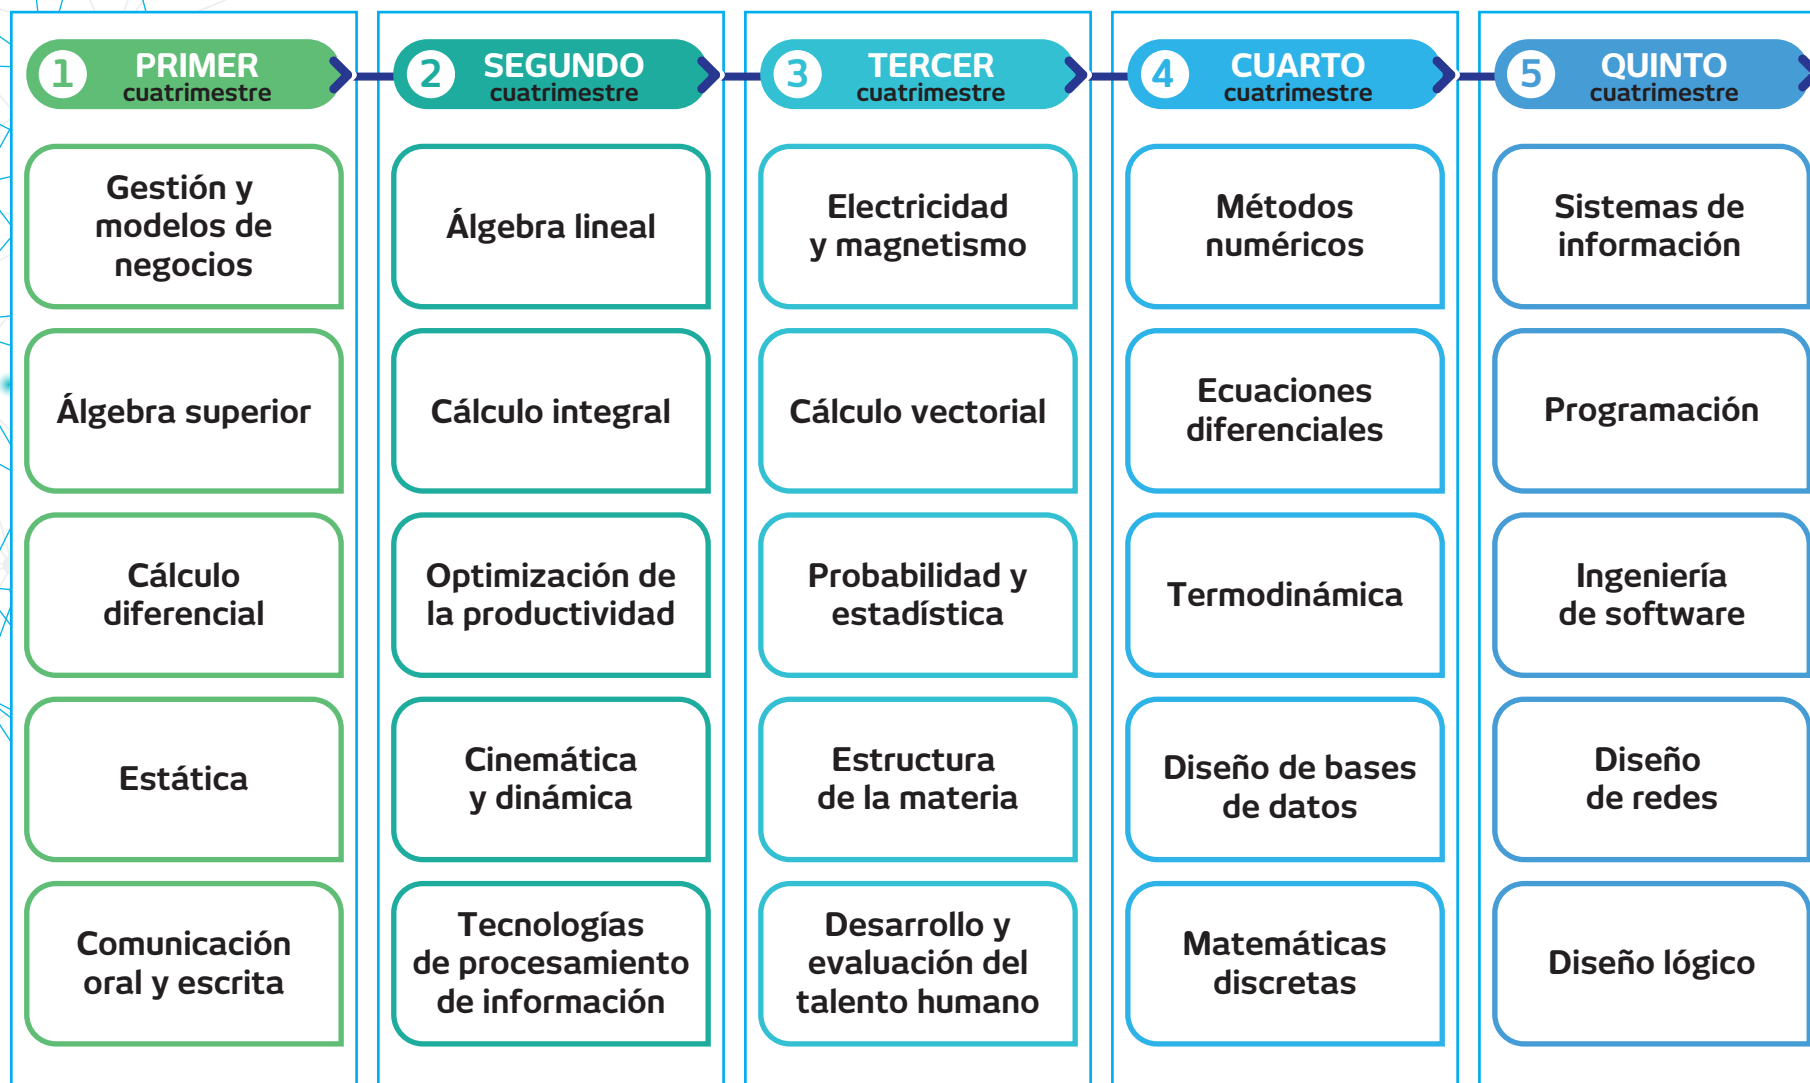 1
PRIMER
cuatrimestre
Gestión y
modelos de
negocios
Álgebra superior
Cálculo
diferencial
Estática
Comunicación
oral y escrita
2
SEGUNDO
cuatrimestre
Álgebra lineal
Cálculo integral
Optimización de
la productividad
Cinemática
y dinámica
Tecnologías
de procesamiento
de información
3
TERCER
cuatrimestre
Electricidad
y magnetismo
Cálculo vectorial
Probabilidad y
estadística
Estructura
de la materia
Desarrollo y
evaluación del
talento humano
4
CUARTO
cuatrimestre
Métodos
numéricos
Ecuaciones
diferenciales
Termodinámica
Diseño de bases
de datos
Matemáticas
discretas
5
QUINTO
cuatrimestre
Sistemas de
información
Programación
Ingeniería
de software
Diseño
de redes
Diseño lógico